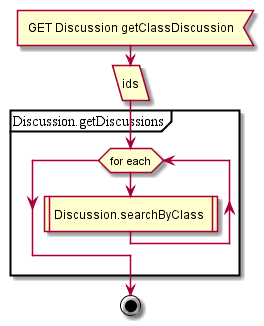 GET Discussion getClassDiscussion
ids
Discussion.getDiscussions
for each
Discussion.searchByClass